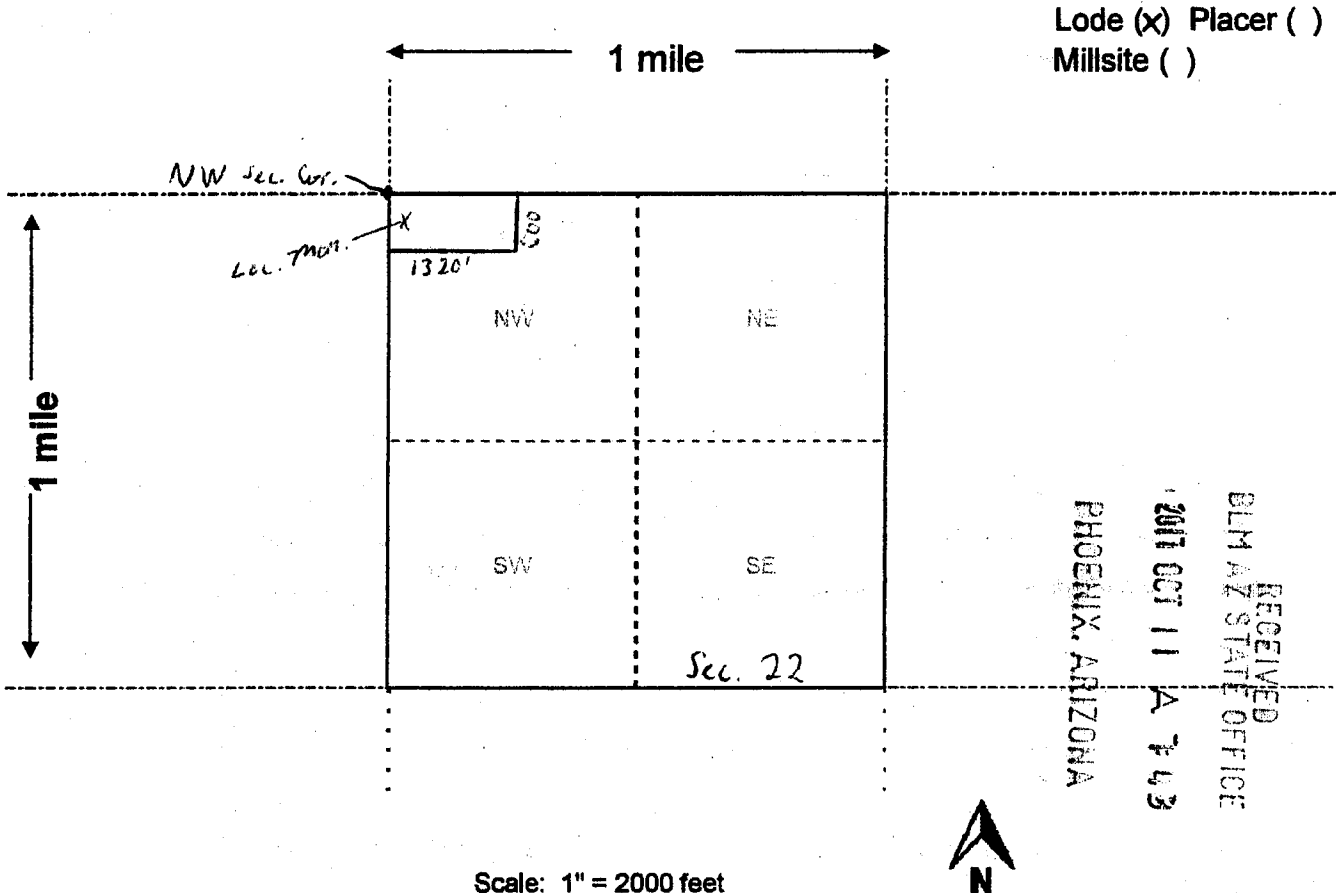 Lode (x) Placer ( )
Millsite ( )
1 mile
NW Sec. Cor.
Loc. Mon.
600
1320'
NW
NE
1 mile
SW
SE
Sec. 22
RECEIVED
BLM AZ STATE OFFICE
2017 OCT 11 A 7:43
PHOENIX, ARIZONA
Scale: 1" = 2000 feet
N